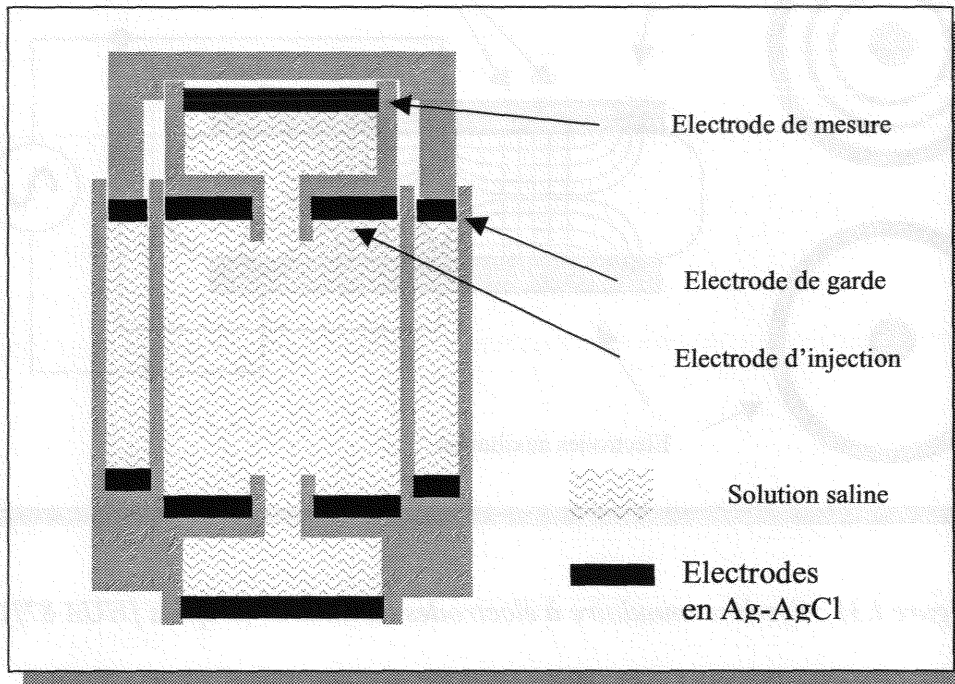 Electrode de mesure
Electrode de garde
Electrode d'injection
Solution saline
Electrodes
en Ag-AgCl